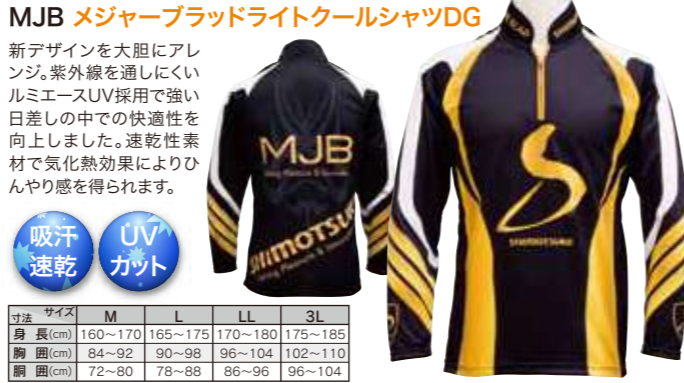 MJB メジャーブラッドライトクールシャツDG
新デザインを大胆にアレ
ンジ。紫外線を通しにくい
ルミエースUV採用で強い
日差しの中での快適性を
向上しました。速乾性素
材で気化熱効果によりひ
んやり感を得られます。
吸汗
速乾
UV
カット
MJB
SHIMOTSUKE
寸法 サイズ M L LL 3L
身 長(cm) 160〜170 165〜175 170〜180 175〜185
胸 囲(cm) 84〜92 90〜98 96〜104 102〜110
胴 囲(cm) 72〜80 78〜88 86〜96 96〜104